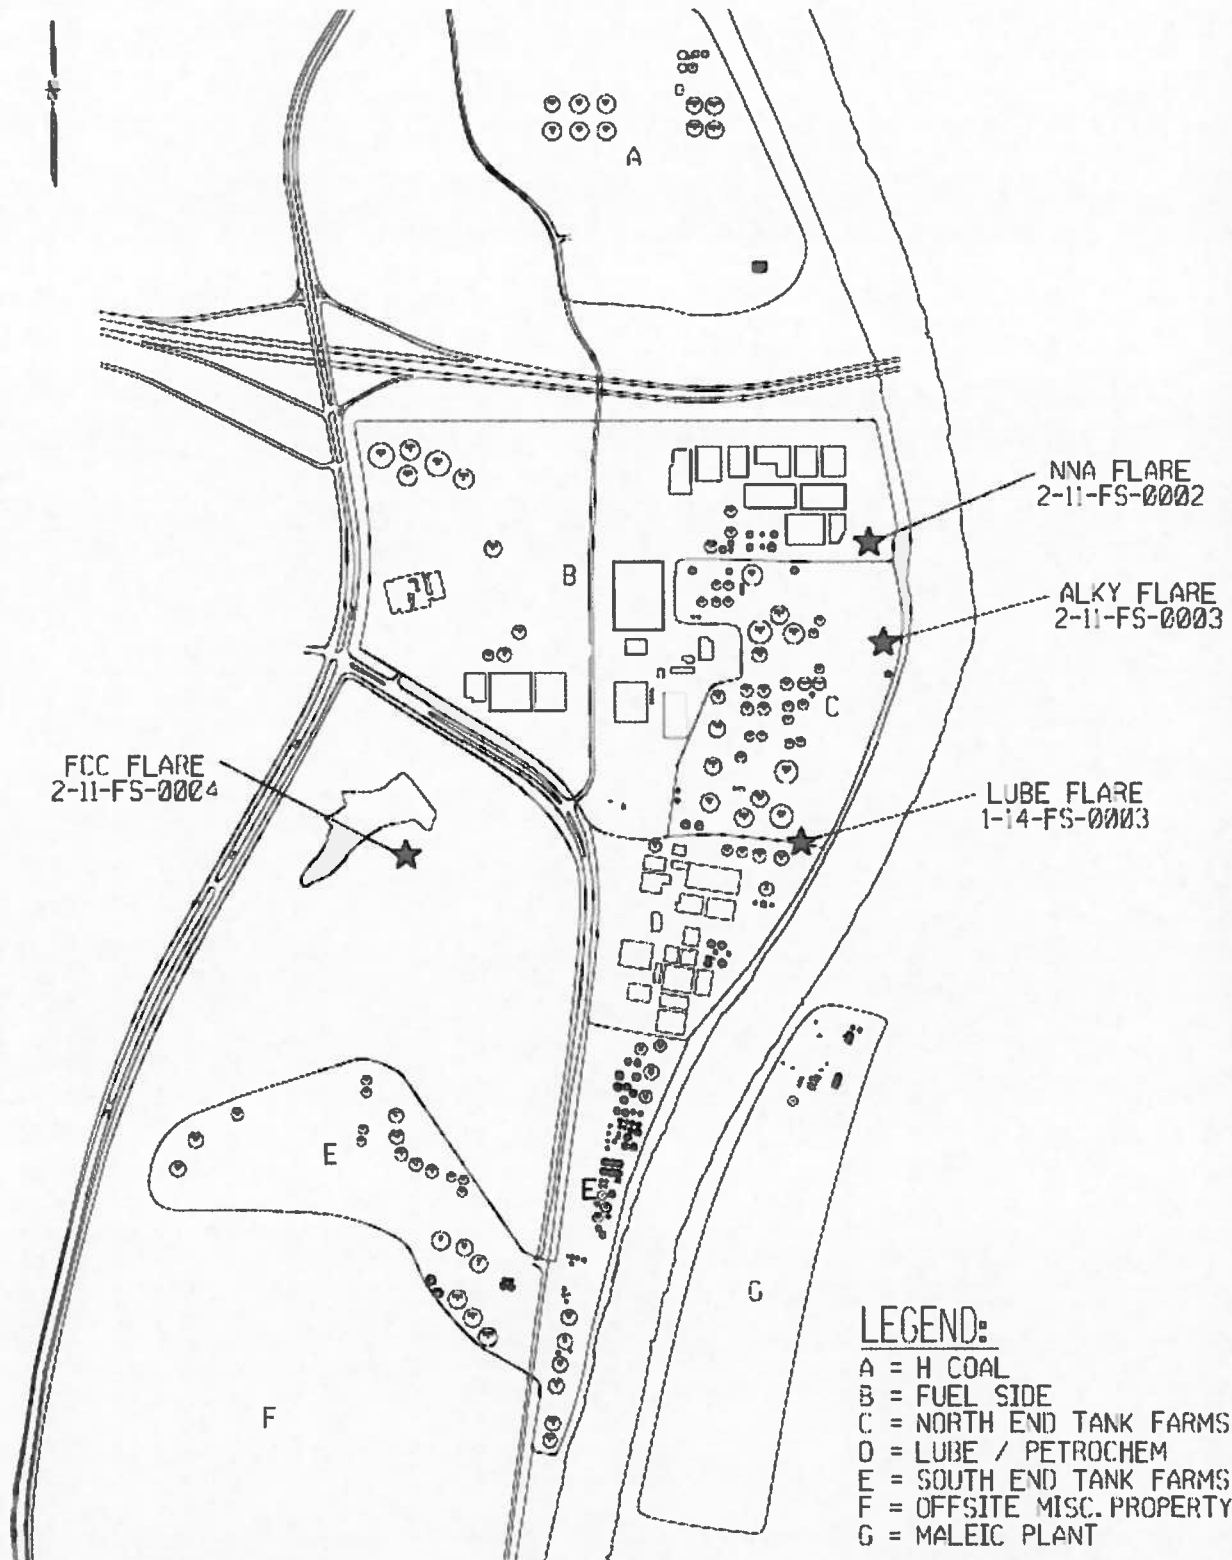 A
NNA FLARE
2-11-FS-0002
B
ALKY FLARE
2-11-FS-0003
C
FCC FLARE
2-11-FS-0004
LUBE FLARE
1-14-FS-0003
E
E
G
F
LEGEND:
A = H COAL
B = FUEL SIDE
C = NORTH END TANK FARMS
D = LUBE / PETROCHEM
E = SOUTH END TANK FARMS
F = OFFSITE MISC. PROPERTY
G = MALEIC PLANT